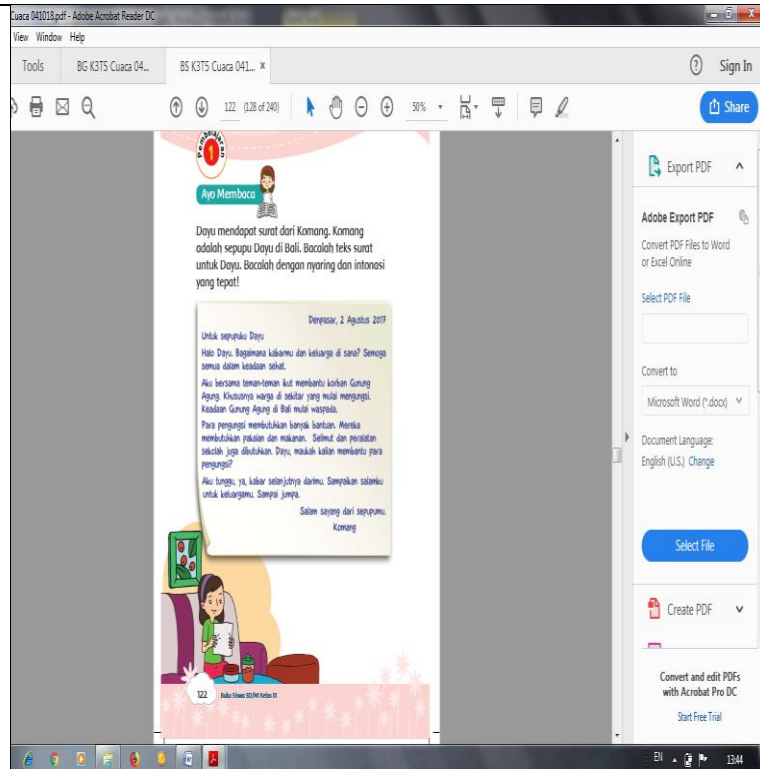 Cuaca 041018.pdf - Adobe Acrobat Reader DC
View Window Help
Tools BG K3T5 Cuaca 04... BS K3T5 Cuaca 041... x
Sign In
122 (128 of 240) 50% Share
Pembelajaran
1
Ayo Membaca
Dayu mendapat surat dari Komang. Komang
adalah sepupu Dayu di Bali. Bacalah teks surat
untuk Dayu. Bacalah dengan nyaring dan intonasi
yang tepat!
Denpasar, 2 Agustus 2017
Untuk sepupuku Dayu
Halo Dayu. Bagaimana kabarmu dan keluarga di sana? Semoga
semua dalam keadaan sehat.
Aku bersama teman-teman ikut membantu korban Gunung
Agung. Khususnya warga di sekitar yang mulai mengungsi.
Keadaan Gunung Agung di Bali mulai waspada.
Para pengungsi membutuhkan banyak bantuan. Mereka
membutuhkan pakaian dan makanan. Selimut dan peralatan
sekolah juga dibutuhkan. Dayu, maukah kalian membantu para
pengungsi?
Aku tunggu, ya, kabar selanjutnya darimu. Sampaikan salamku
untuk keluargamu. Sampai jumpa.
Salam sayang dari sepupumu.
Komang
122 Buku Siswa SD/MI Kelas III
Export PDF
Adobe Export PDF
Convert PDF Files to Word
or Excel Online
Select PDF File
Convert to
Microsoft Word (*.docx)
Document Language:
English (U.S.) Change
Select File
Create PDF
Convert and edit PDFs
with Acrobat Pro DC
Start Free Trial
EN 13:44